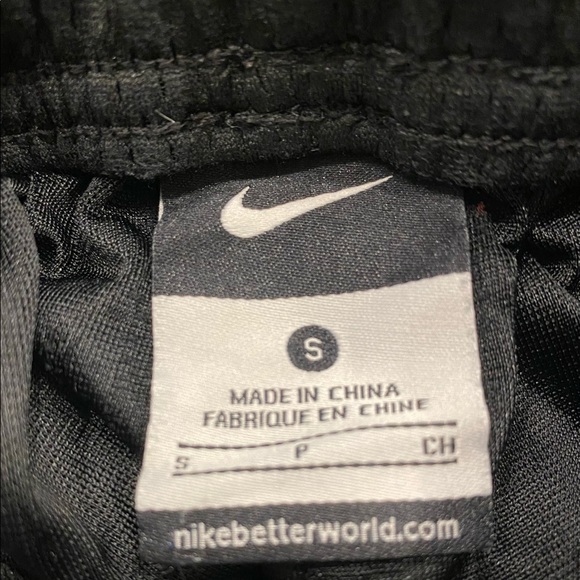 S
MADE IN CHINA
FABRIQUE EN CHINE
S P CH
nikebetterworld.com